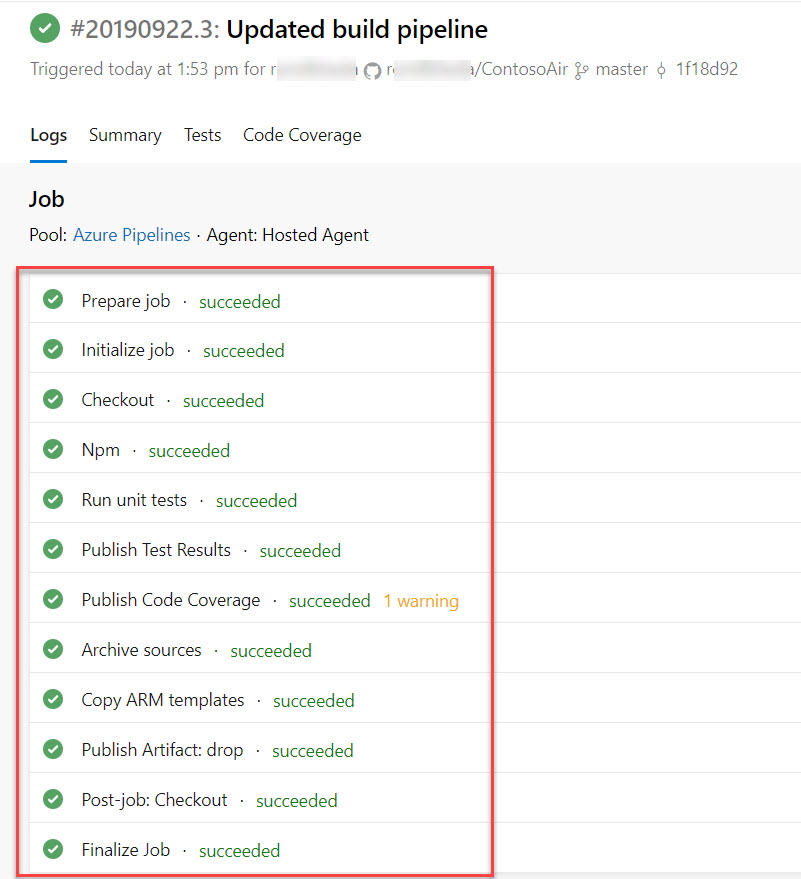 #20190922.3: Updated build pipeline
Triggered today at 1:53 pm for /ContosoAir master 1f18d92
Logs Summary Tests Code Coverage
Job
Pool: Azure Pipelines · Agent: Hosted Agent
Prepare job · succeeded
Initialize job · succeeded
Checkout · succeeded
Npm · succeeded
Run unit tests · succeeded
Publish Test Results · succeeded
Publish Code Coverage · succeeded 1 warning
Archive sources · succeeded
Copy ARM templates · succeeded
Publish Artifact: drop · succeeded
Post-job: Checkout · succeeded
Finalize Job · succeeded